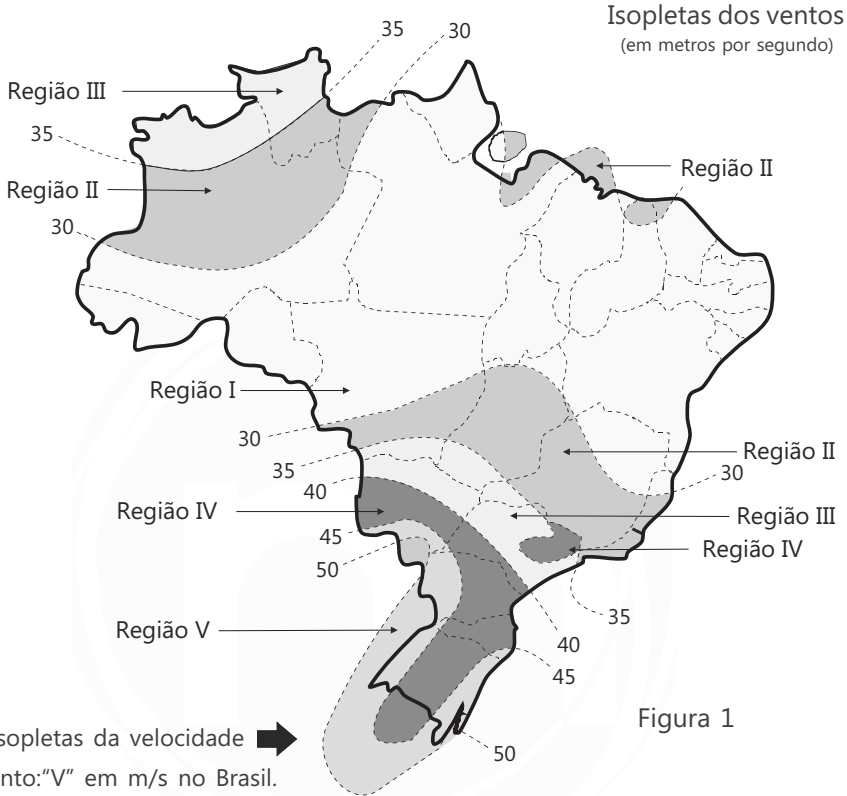 Isopletas dos ventos
(em metros por segundo)
35
30
Região III
35
Região II
Região II
30
Região I
30
Região II
35
30
40
Região IV
Região III
45
Região IV
50
35
Região V
40
45
Figura 1
sopletas da velocidade
50
nto:"V" em m/s no Brasil.